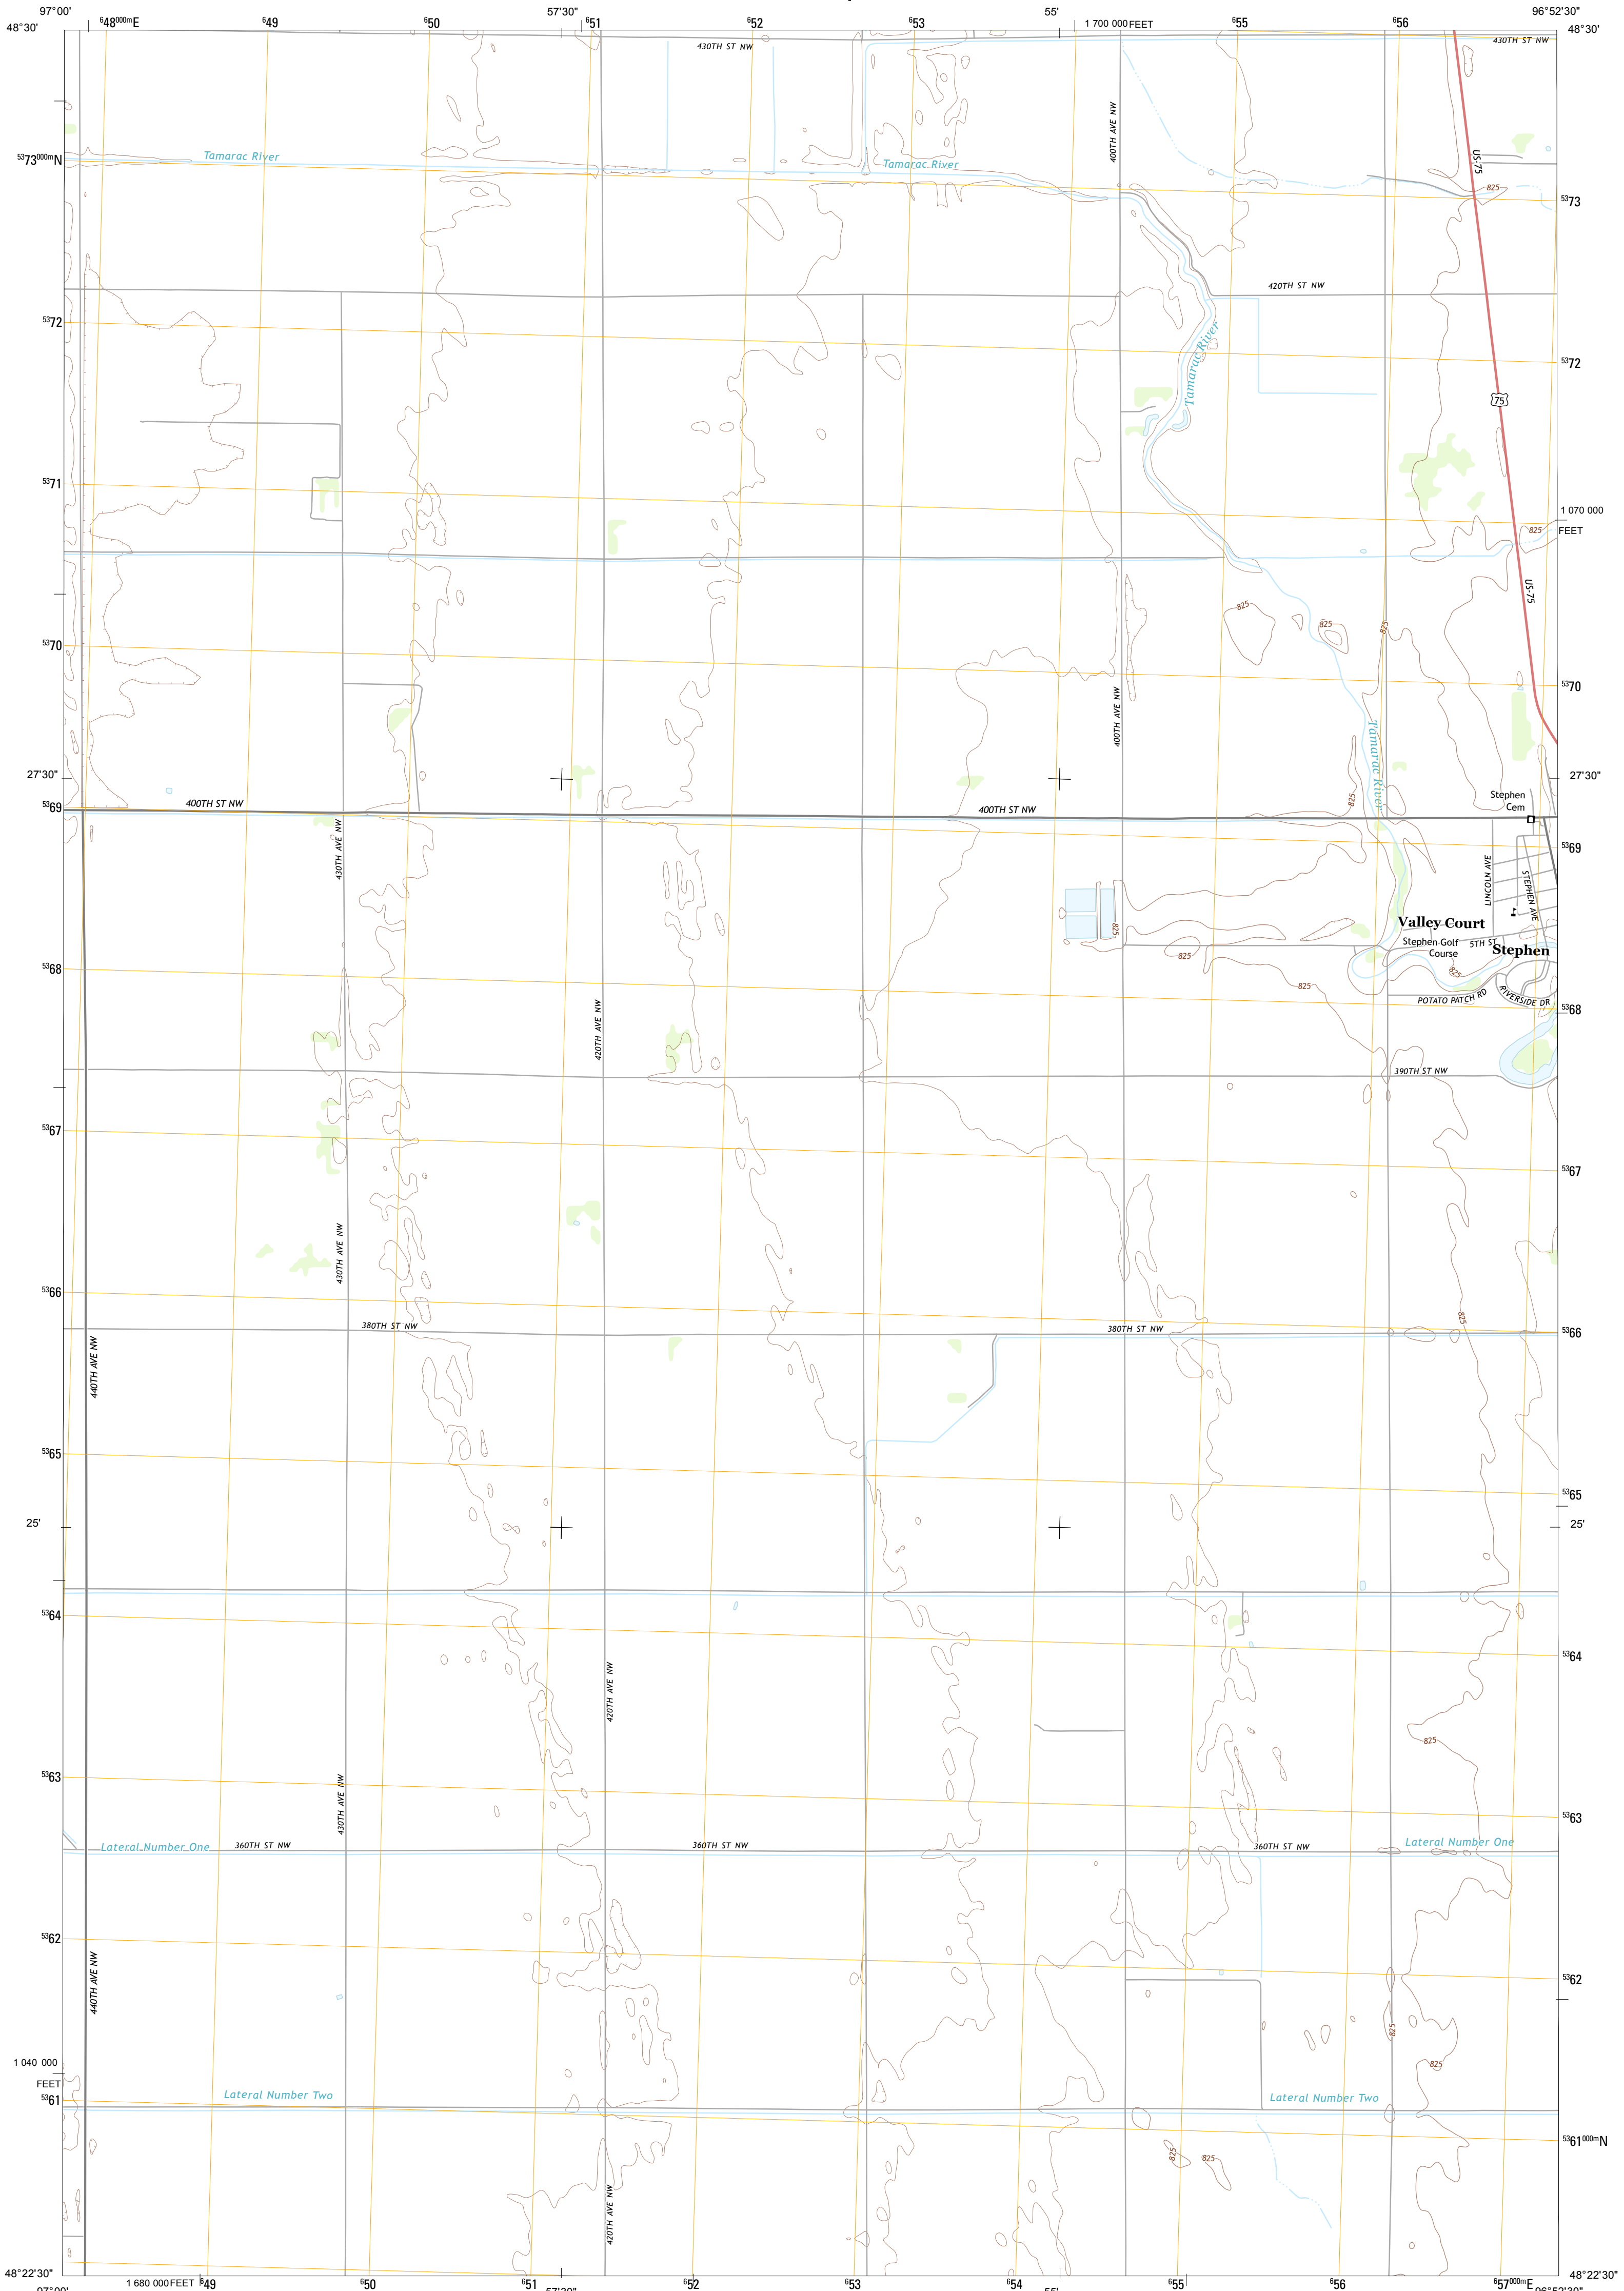 97°00'
⁶48⁰⁰⁰ᵐE
⁶49
⁶50
57'30"
⁶51
⁶52
⁶53
55'
1 700 000 FEET
⁶55
⁶56
96°52'30"
48°30'
48°30'
430TH ST NW
430TH ST NW
400TH AVE NW
⁵³73⁰⁰⁰ᵐN
Tamarac River
Tamarac River
US-75
825
⁵³73
420TH ST NW
⁵³72
Tamarac River
⁵³72
75
⁵³71
1 070 000
FEET
825
US-75
825
825
825
⁵³70
⁵³70
400TH AVE NW
Tamarac River
27'30"
27'30"
⁵³69
400TH ST NW
400TH ST NW
825
Stephen
Cem
430TH AVE NW
⁵³69
LINCOLN AVE
STEPHEN AVE
825
Valley Court
Stephen Golf
Course
5TH ST
Stephen
825
825
825
⁵³68
POTATO PATCH RD
RIVERSIDE DR
⁵³68
420TH AVE NW
390TH ST NW
⁵³67
⁵³67
430TH AVE NW
⁵³66
825
380TH ST NW
380TH ST NW
⁵³66
440TH AVE NW
⁵³65
⁵³65
25'
25'
⁵³64
⁵³64
420TH AVE NW
825
⁵³63
430TH AVE NW
⁵³63
Lateral Number One
360TH ST NW
360TH ST NW
360TH ST NW
Lateral Number One
⁵³62
⁵³62
440TH AVE NW
825
825
1 040 000
FEET
⁵³61
Lateral Number Two
Lateral Number Two
⁵³61⁰⁰⁰ᵐN
825
825
420TH AVE NW
48°22'30"
48°22'30"
1 680 000 FEET
⁶49
⁶50
⁶51
⁶52
⁶53
⁶54
⁶55
⁶56
⁶57⁰⁰⁰ᵐE